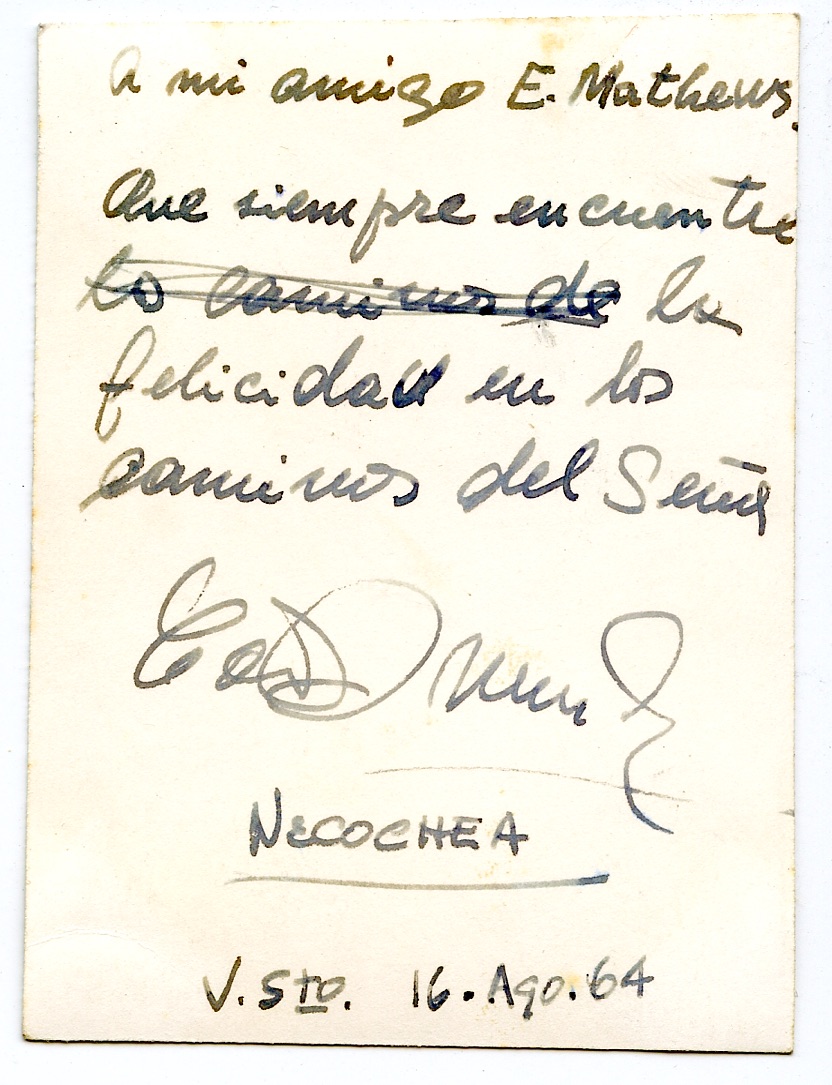 A mi amigo E. Mathews.
Que siempre encuentre
los caminos de la
felicidad en los
caminos del Señor
NECOCHEA
V. Sto. 16. Ago. 64